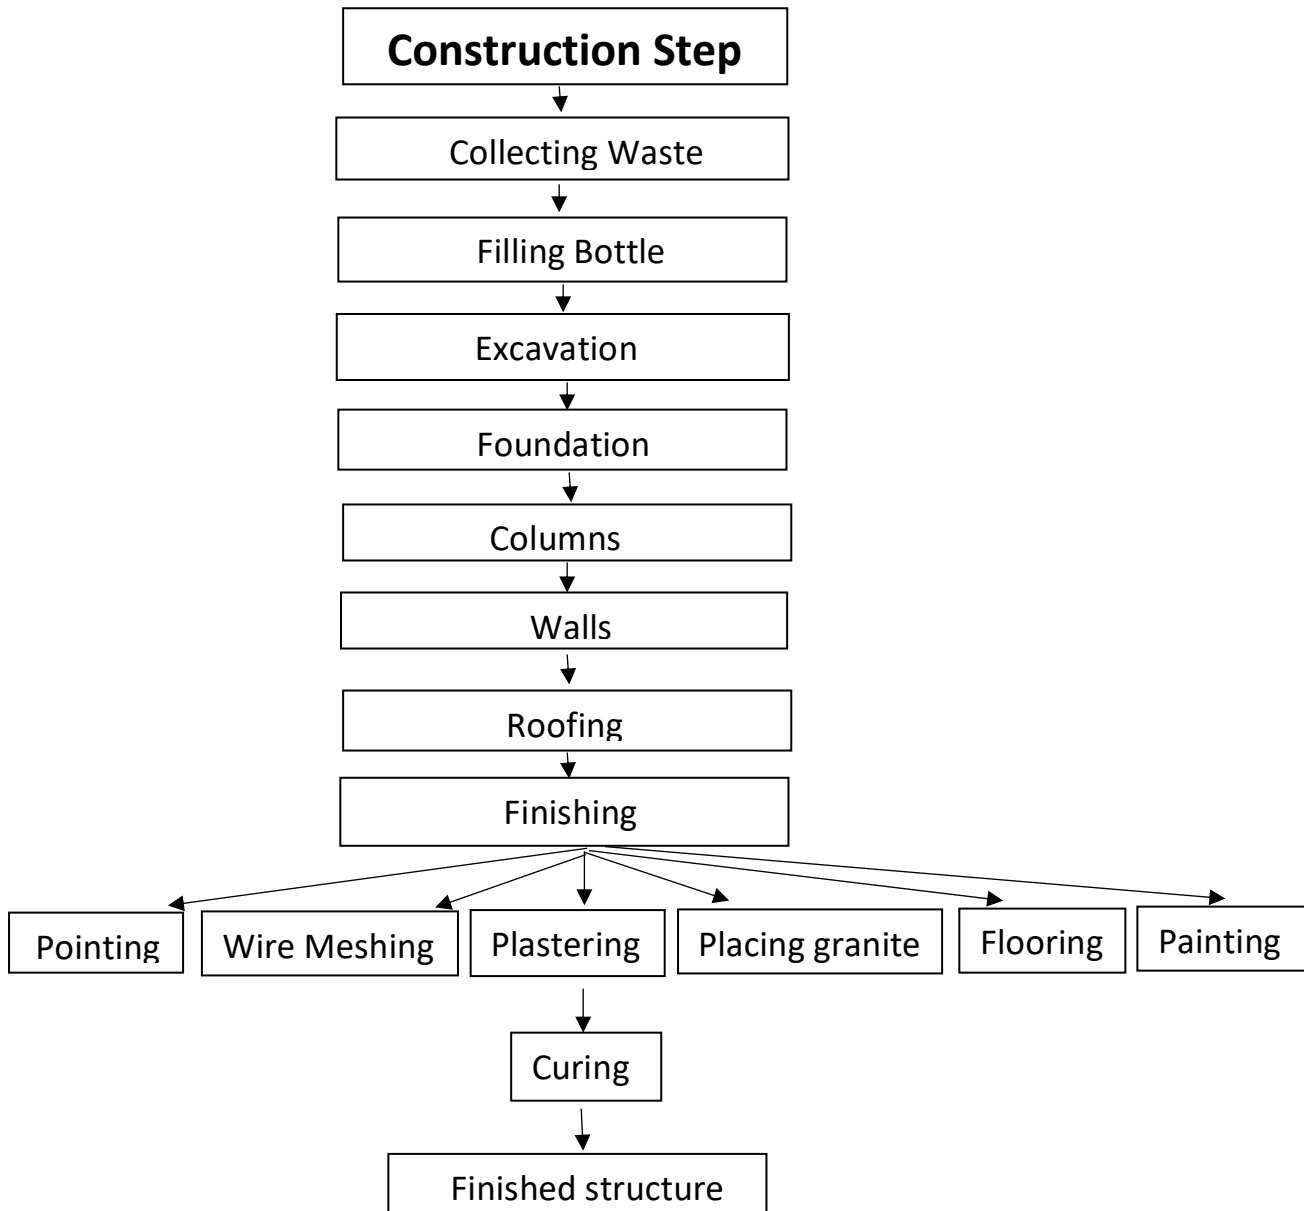 Construction Step
Collecting Waste
Filling Bottle
Excavation
Foundation
Columns
Walls
Roofing
Finishing
Pointing
Wire Meshing
Plastering
Placing granite
Flooring
Painting
Curing
Finished structure